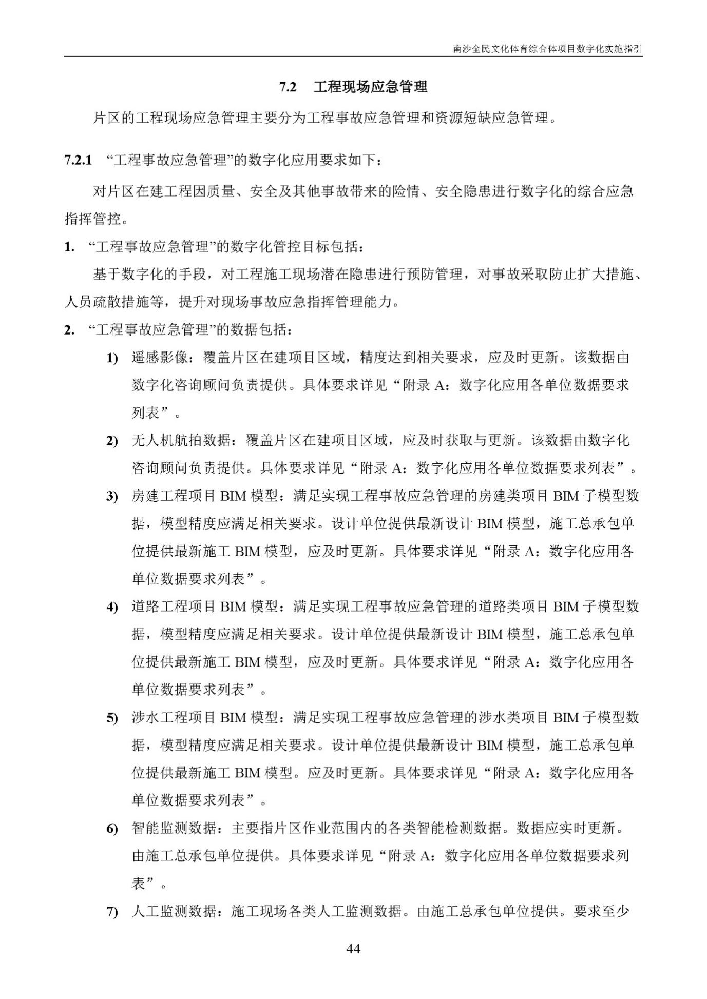 南沙全民文化体育综合体项目数字化实施指引
7.2 工程现场应急管理
片区的工程现场应急管理主要分为工程事故应急管理和资源短缺应急管理。
7.2.1 “工程事故应急管理”的数字化应用要求如下：
对片区在建工程因质量、安全及其他事故带来的险情、安全隐患进行数字化的综合应急
指挥管控。
1. “工程事故应急管理”的数字化管控目标包括：
基于数字化的手段，对工程施工现场潜在隐患进行预防管理，对事故采取防止扩大措施、
人员疏散措施等，提升对现场事故应急指挥管理能力。
2. “工程事故应急管理”的数据包括：
1) 遥感影像：覆盖片区在建项目区域，精度达到相关要求，应及时更新。该数据由
数字化咨询顾问负责提供。具体要求详见“附录 A：数字化应用各单位数据要求
列表”。
2) 无人机航拍数据：覆盖片区在建项目区域，应及时获取与更新。该数据由数字化
咨询顾问负责提供。具体要求详见“附录 A：数字化应用各单位数据要求列表”。
3) 房建工程项目 BIM 模型：满足实现工程事故应急管理的房建类项目 BIM 子模型数
据，模型精度应满足相关要求。设计单位提供最新设计 BIM 模型，施工总承包单
位提供最新施工 BIM 模型，应及时更新。具体要求详见“附录 A：数字化应用各
单位数据要求列表”。
4) 道路工程项目 BIM 模型：满足实现工程事故应急管理的道路类项目 BIM 子模型数
据，模型精度应满足相关要求。设计单位提供最新设计 BIM 模型，施工总承包单
位提供最新施工 BIM 模型，应及时更新。具体要求详见“附录 A：数字化应用各
单位数据要求列表”。
5) 涉水工程项目 BIM 模型：满足实现工程事故应急管理的涉水类项目 BIM 子模型数
据，模型精度应满足相关要求。设计单位提供最新设计 BIM 模型，施工总承包单
位提供最新施工 BIM 模型。应及时更新。具体要求详见“附录 A：数字化应用各
单位数据要求列表”。
6) 智能监测数据：主要指片区作业范围内的各类智能检测数据。数据应实时更新。
由施工总承包单位提供。具体要求详见“附录 A：数字化应用各单位数据要求列
表”。
7) 人工监测数据：施工现场各类人工监测数据。由施工总承包单位提供。要求至少
44